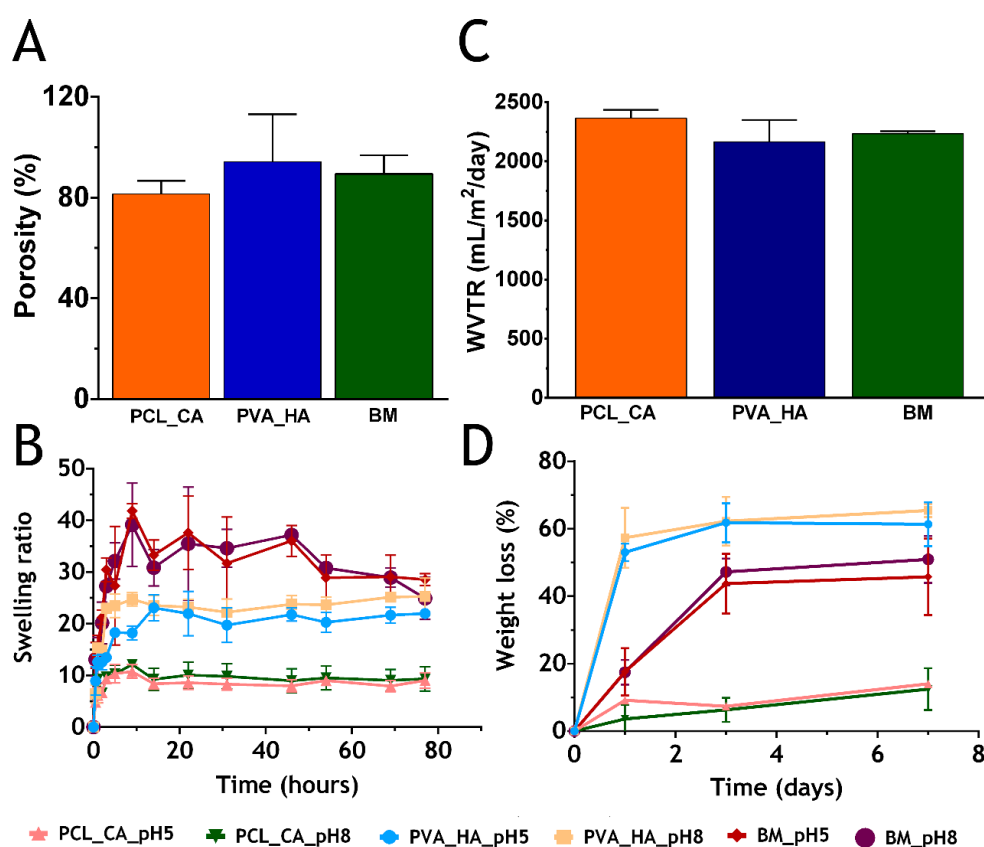 A
120
80
40
0
Porosity (%)
PCL_CA PVA_HA BM
C
2500
2000
1500
1000
500
0
WVTR (mL/m²/day)
PCL_CA PVA_HA BM
B
50
40
30
20
10
0
Swelling ratio
0 20 40 60 80
Time (hours)
D
80
60
40
20
0
Weight loss (%)
0 2 4 6 8
Time (days)
PCL_CA_pH5 PCL_CA_pH8 PVA_HA_pH5 PVA_HA_pH8 BM_pH5 BM_pH8